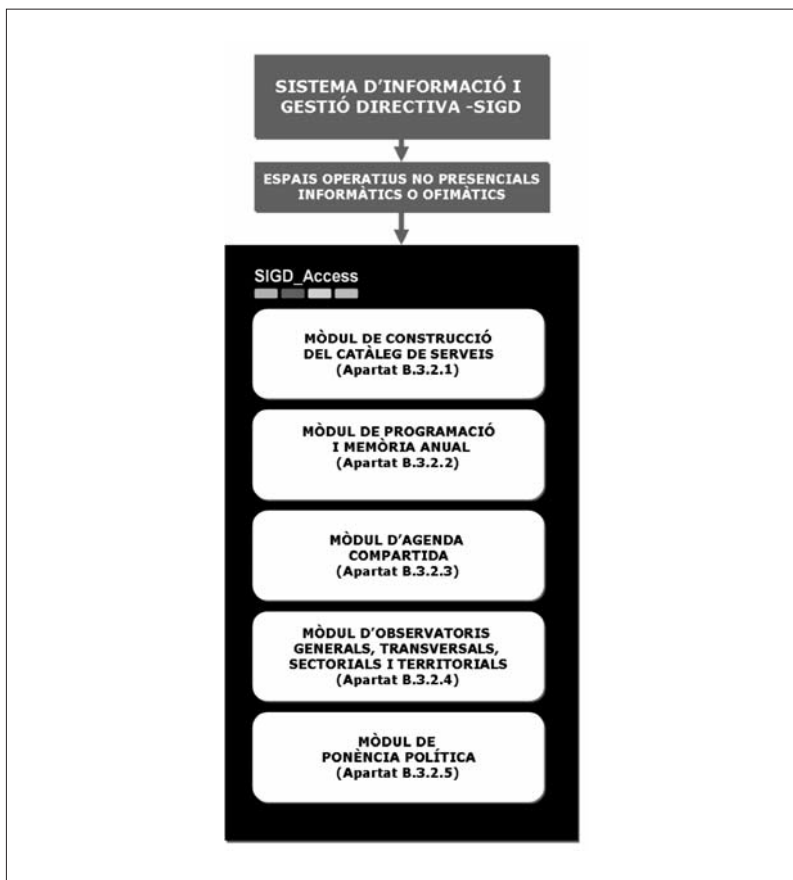 SISTEMA D'INFORMACIÓ I
GESTIÓ DIRECTIVA -SIGD
ESPAIS OPERATIUS NO PRESENCIALS
INFORMÀTICS O OFIMÀTICS
SIGD_Access
MÒDUL DE CONSTRUCCIÓ
DEL CATÀLEG DE SERVEIS
(Apartat B.3.2.1)
MÒDUL DE PROGRAMACIÓ
I MEMÒRIA ANUAL
(Apartat B.3.2.2)
MÒDUL D'AGENDA
COMPARTIDA
(Apartat B.3.2.3)
MÒDUL D'OBSERVATORIS
GENERALS, TRANSVERSALS,
SECTORIALS I TERRITORIALS
(Apartat B.3.2.4)
MÒDUL DE
PONÈNCIA POLÍTICA
(Apartat B.3.2.5)